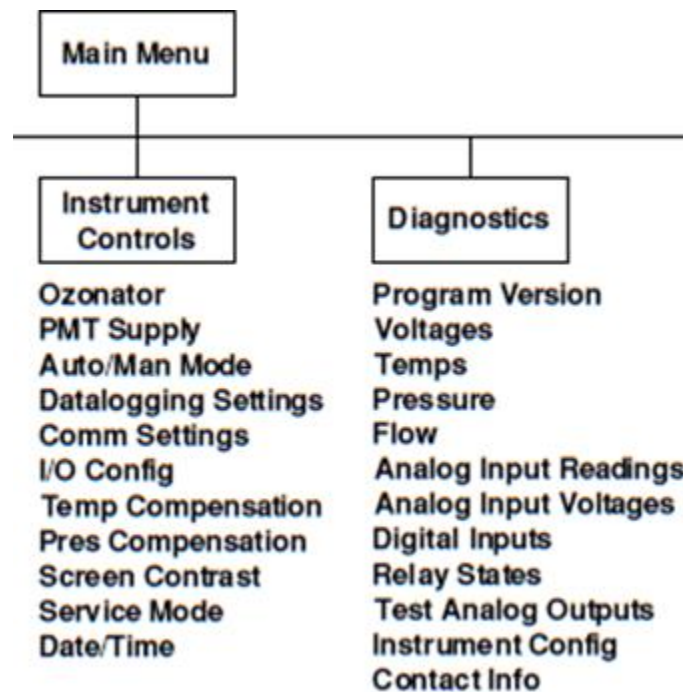 Main Menu
Instrument
Controls
Ozonator
PMT Supply
Auto/Man Mode
Datalogging Settings
Comm Settings
I/O Config
Temp Compensation
Pres Compensation
Screen Contrast
Service Mode
Date/Time
Diagnostics
Program Version
Voltages
Temps
Pressure
Flow
Analog Input Readings
Analog Input Voltages
Digital Inputs
Relay States
Test Analog Outputs
Instrument Config
Contact Info